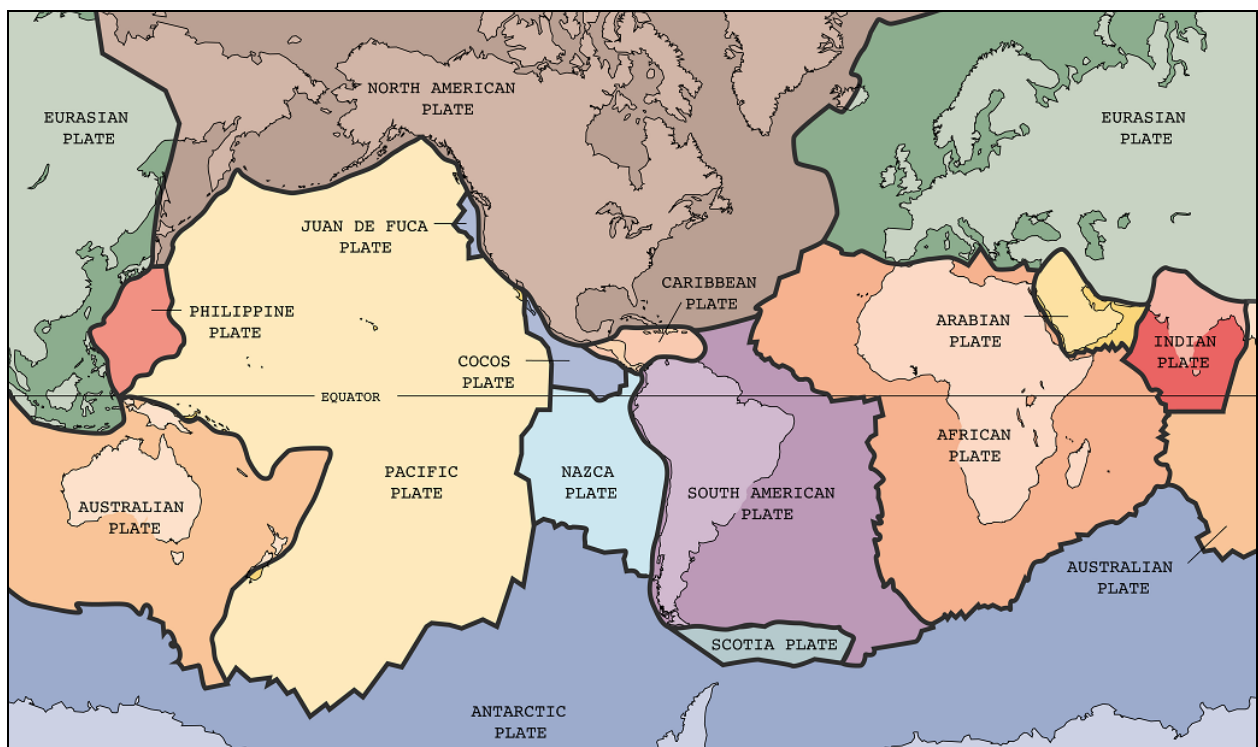 NORTH AMERICAN
PLATE
EURASIAN
PLATE
EURASIAN
PLATE
JUAN DE FUCA
PLATE
CARIBBEAN
PLATE
PHILIPPINE
PLATE
ARABIAN
PLATE
INDIAN
PLATE
COCOS
PLATE
EQUATOR
AFRICAN
PLATE
PACIFIC
PLATE
NAZCA
PLATE
SOUTH AMERICAN
PLATE
AUSTRALIAN
PLATE
AUSTRALIAN
PLATE
SCOTIA PLATE
ANTARCTIC
PLATE